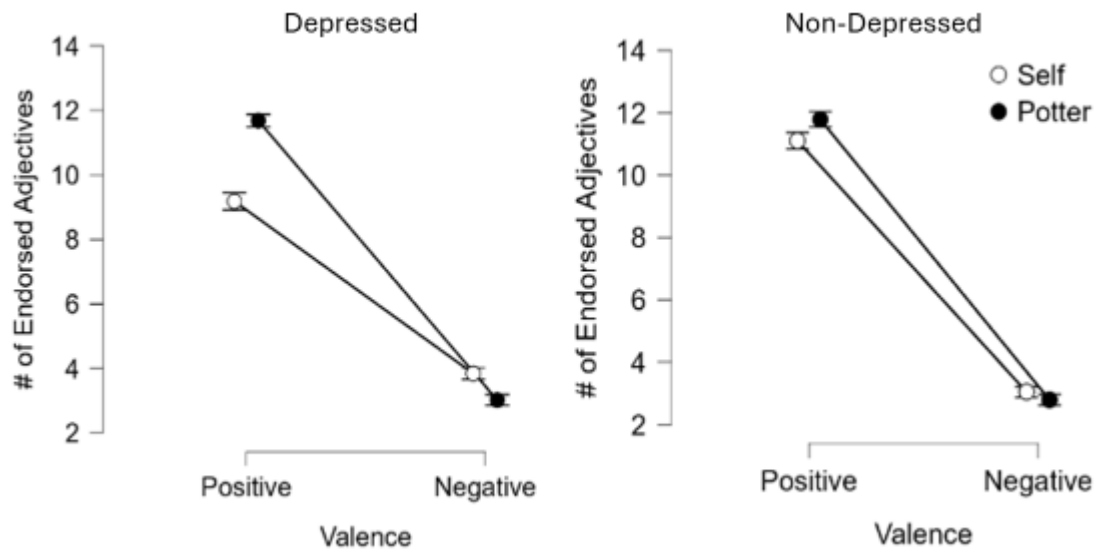 Depressed
# of Endorsed Adjectives
14
12
10
8
6
4
2
Positive
Negative
Valence
Non-Depressed
Self
Potter
# of Endorsed Adjectives
14
12
10
8
6
4
2
Positive
Negative
Valence